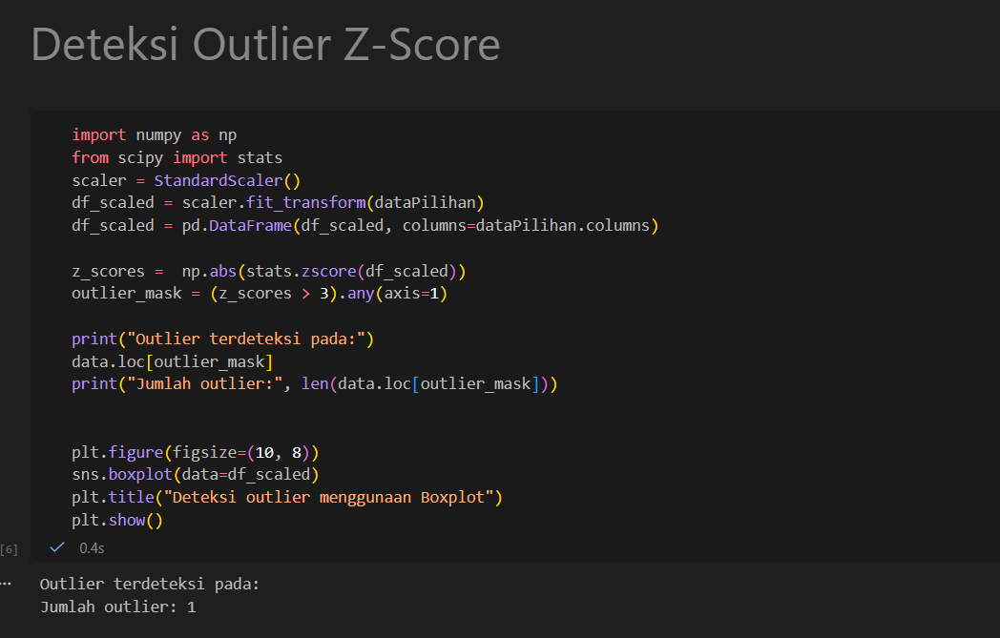 Deteksi Outlier Z-Score
import numpy as np
from scipy import stats
scaler = StandardScaler()
df_scaled = scaler.fit_transform(dataPilihan)
df_scaled = pd.DataFrame(df_scaled, columns=dataPilihan.columns)
z_scores =  np.abs(stats.zscore(df_scaled))
outlier_mask = (z_scores > 3).any(axis=1)
print("Outlier terdeteksi pada:")
data.loc[outlier_mask]
print("Jumlah outlier:", len(data.loc[outlier_mask]))
plt.figure(figsize=(10, 8))
sns.boxplot(data=df_scaled)
plt.title("Deteksi outlier menggunaan Boxplot")
plt.show()
[6] ✓ 0.4s
... Outlier terdeteksi pada:
Jumlah outlier: 1